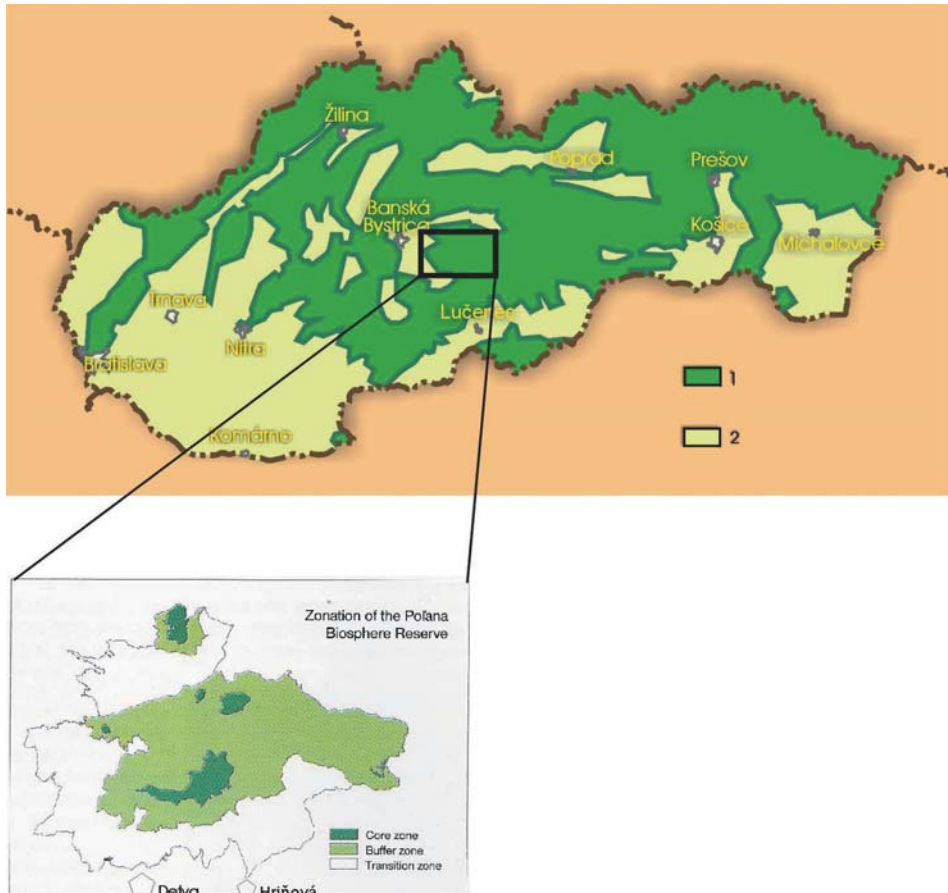 Žilina
Poprad
Prešov
Banská
Bystrica
Košice
Michalovce
Trnava
Lučenec
Nitra
Bratislava
1
Komárno
2
Zonation of the Poľana
Biosphere Reserve
Core zone
Buffer zone
Transition zone
Detva
Hriňová